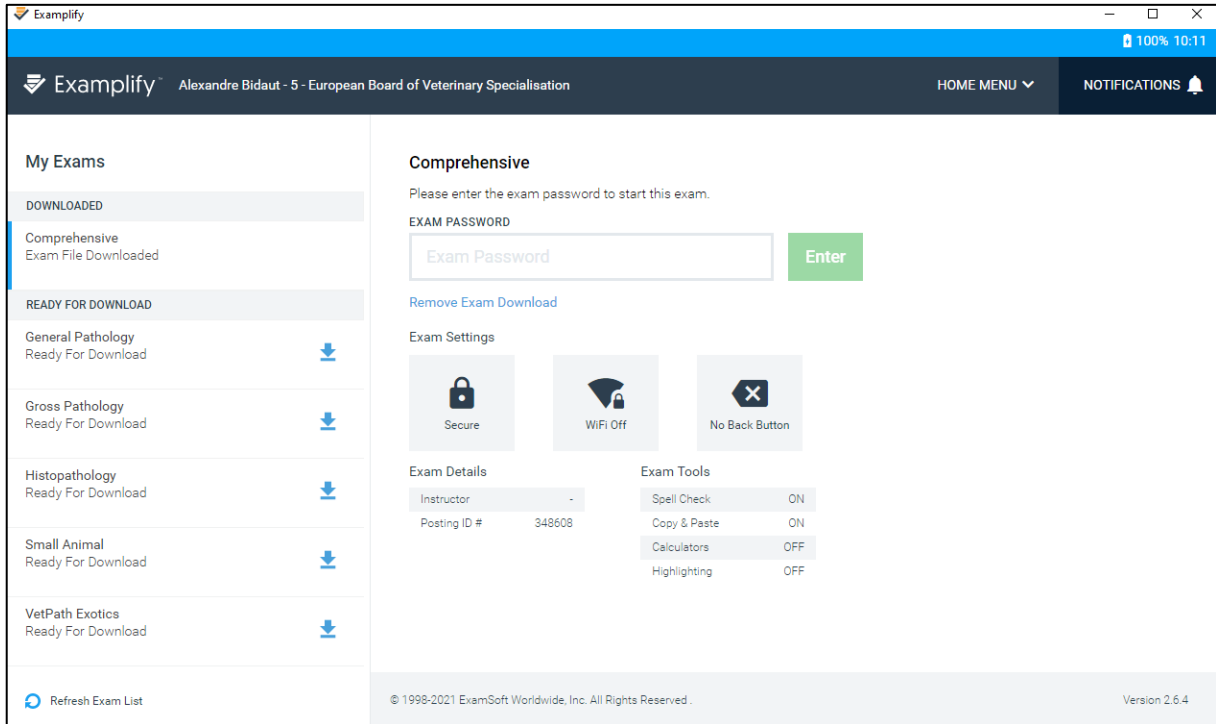 Examplify
100% 10:11
Examplify™ Alexandre Bidaut - 5 - European Board of Veterinary Specialisation HOME MENU NOTIFICATIONS
My Exams
DOWNLOADED
Comprehensive
Exam File Downloaded
READY FOR DOWNLOAD
General Pathology
Ready For Download
Gross Pathology
Ready For Download
Histopathology
Ready For Download
Small Animal
Ready For Download
VetPath Exotics
Ready For Download
Refresh Exam List
Comprehensive
Please enter the exam password to start this exam.
EXAM PASSWORD
Exam Password Enter
Remove Exam Download
Exam Settings
Secure WiFi Off No Back Button
Exam Details
Instructor -
Posting ID # 348608
Exam Tools
Spell Check ON
Copy & Paste ON
Calculators OFF
Highlighting OFF
© 1998-2021 ExamSoft Worldwide, Inc. All Rights Reserved . Version 2.6.4